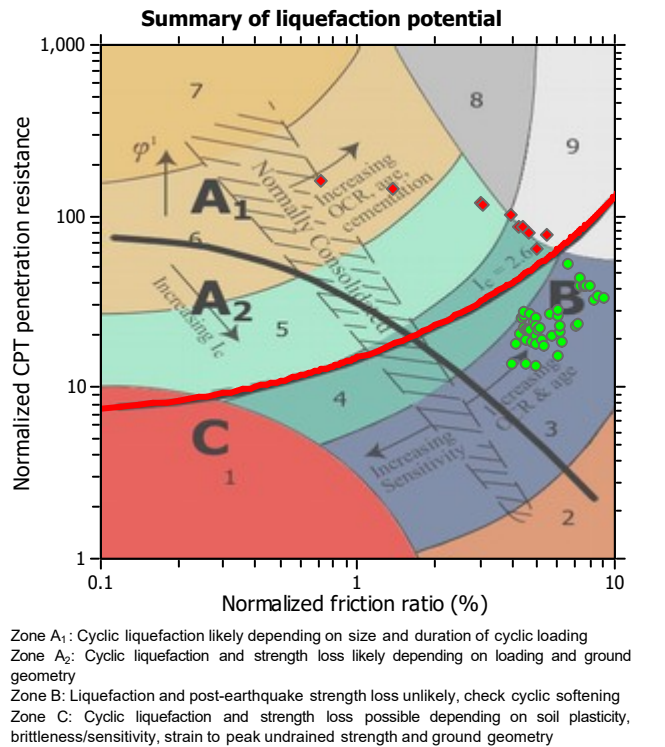 Summary of liquefaction potential
1,000
7
8
9
φ'
Increasing
OCR, age,
cementation
A1
Normally Consolidated
100
6
Ic = 2.6
A2
Increasing Ic
B
5
10
4
Increasing
OCR & age
C
3
Increasing
Sensitivity
1
2
1
0.1
1
10
Normalized CPT penetration resistance
Normalized friction ratio (%)
Zone A1: Cyclic liquefaction likely depending on size and duration of cyclic loading
Zone A2: Cyclic liquefaction and strength loss likely depending on loading and ground
geometry
Zone B: Liquefaction and post-earthquake strength loss unlikely, check cyclic softening
Zone C: Cyclic liquefaction and strength loss possible depending on soil plasticity,
brittleness/sensitivity, strain to peak undrained strength and ground geometry